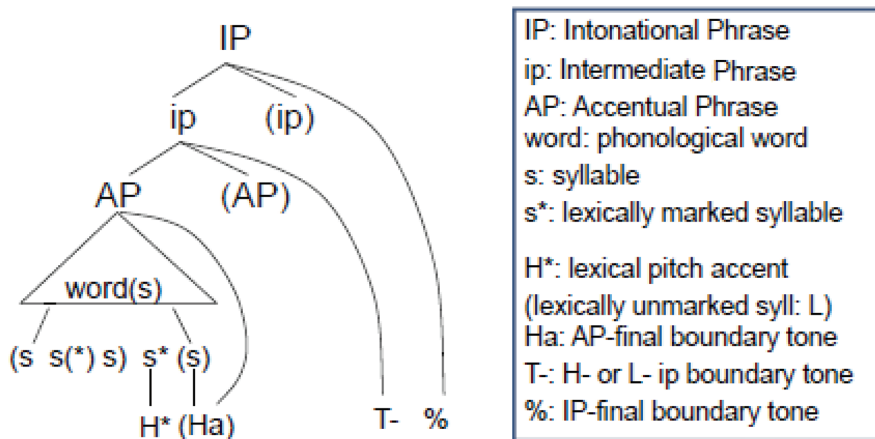 IP
ip (ip)
AP (AP)
word(s)
(s s(*) s) s* (s)
H* (Ha) T- %
IP: Intonational Phrase
ip: Intermediate Phrase
AP: Accentual Phrase
word: phonological word
s: syllable
s*: lexically marked syllable
H*: lexical pitch accent
(lexically unmarked syll: L)
Ha: AP-final boundary tone
T-: H- or L- ip boundary tone
%: IP-final boundary tone